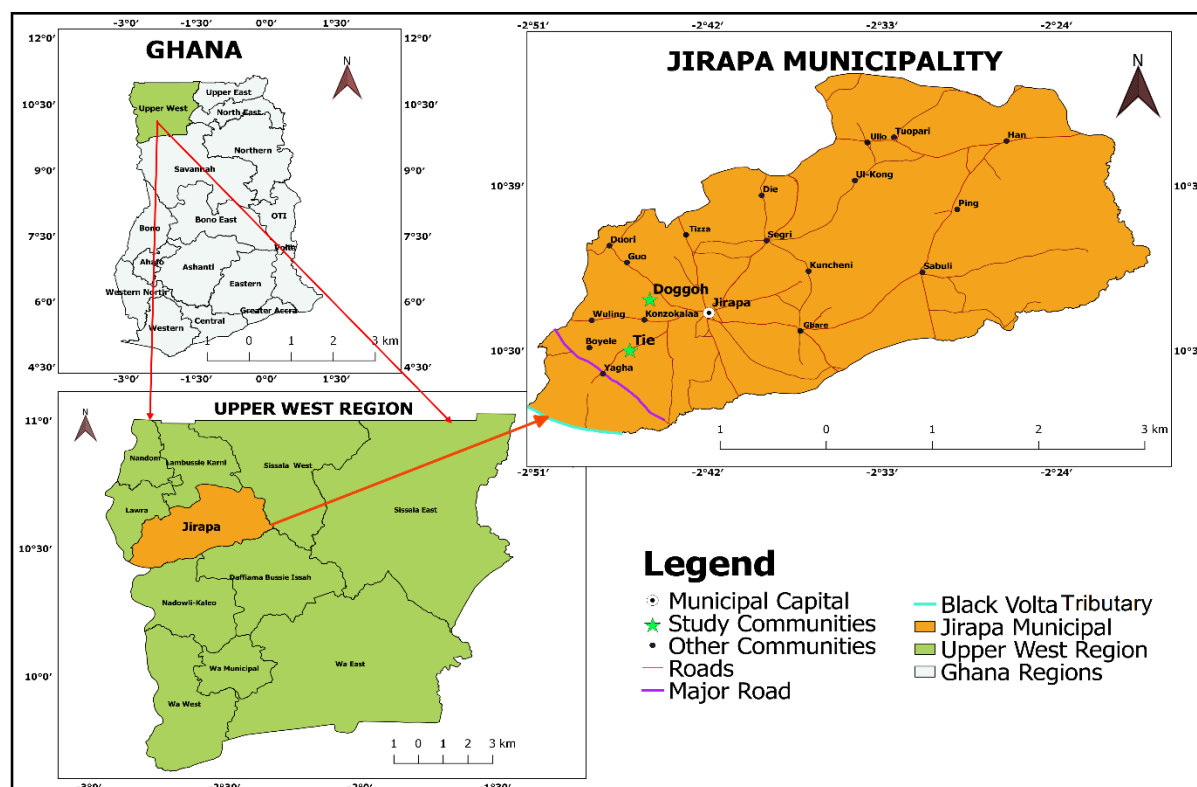 -3°0' -1°30' 0°0'
12°0' 12°0'
GHANA
N
Upper East
10°30' Upper West 10°30'
North East
Northern
9°0' Savannah 9°0'
OTI
Bono Bono East
7°30' 7°30'
Ahafo
Ashanti
Eastern
Western North
6°0' 6°0'
Greater Accra
Western Central
1 0 1 2 3 km
4°30' 4°30'
-3°0' -1°30' 0°0'
-2°51' -2°42' -2°33' -2°24'
JIRAPA MUNICIPALITY
N
Ullo Tuopari Han
10°39' Ul-Kong 10°3
Die
Ping
Duori Tizza Segri
Guo Kuncheni Sabuli
Doggoh
Jirapa
Wuling Konzokalaa Gbare
Boyele Tie
10°30' 10°3
Yagha
1 0 1 2 3 km
-2°51' -2°42' -2°33' -2°24'
UPPER WEST REGION
N
11°0'
Nandom Lambussie Karni Sissala West
Lawra Sissala East
Jirapa
10°30'
Daffiama Bussie Issah
Nadowli-Kaleo
Wa Municipal Wa East
10°0'
Wa West
1 0 1 2 3 km
Legend
Municipal Capital
Study Communities
Other Communities
Roads
Major Road
Black Volta Tributary
Jirapa Municipal
Upper West Region
Ghana Regions